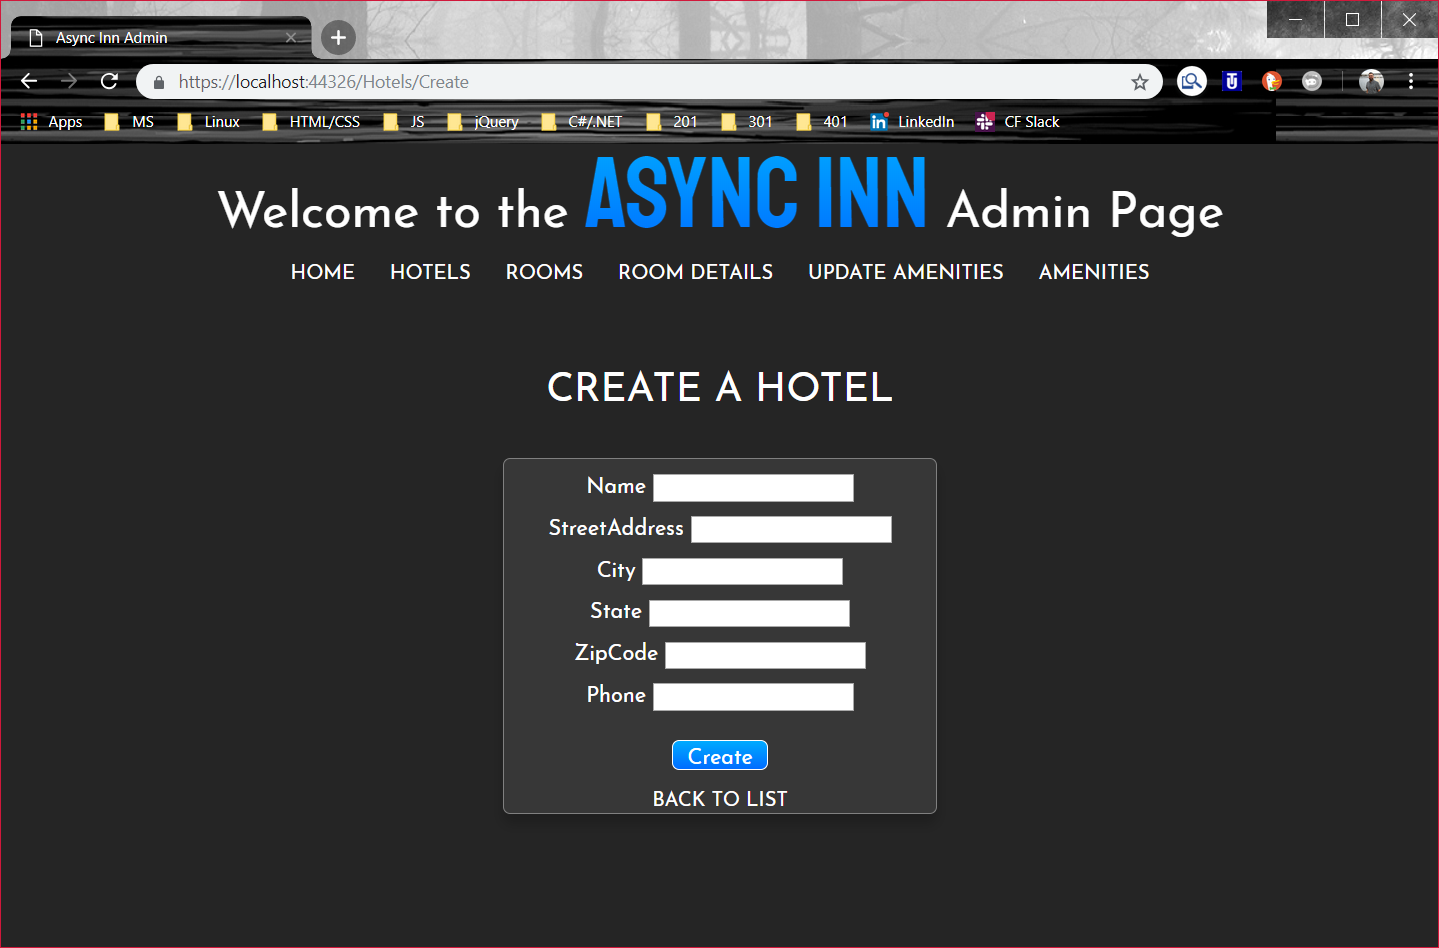 Async Inn Admin
https://localhost:44326/Hotels/Create
Apps MS Linux HTML/CSS JS jQuery C#/.NET 201 301 401 LinkedIn CF Slack
Welcome to the ASYNC INN Admin Page
HOME HOTELS ROOMS ROOM DETAILS UPDATE AMENITIES AMENITIES
CREATE A HOTEL
Name
StreetAddress
City
State
ZipCode
Phone
Create
BACK TO LIST